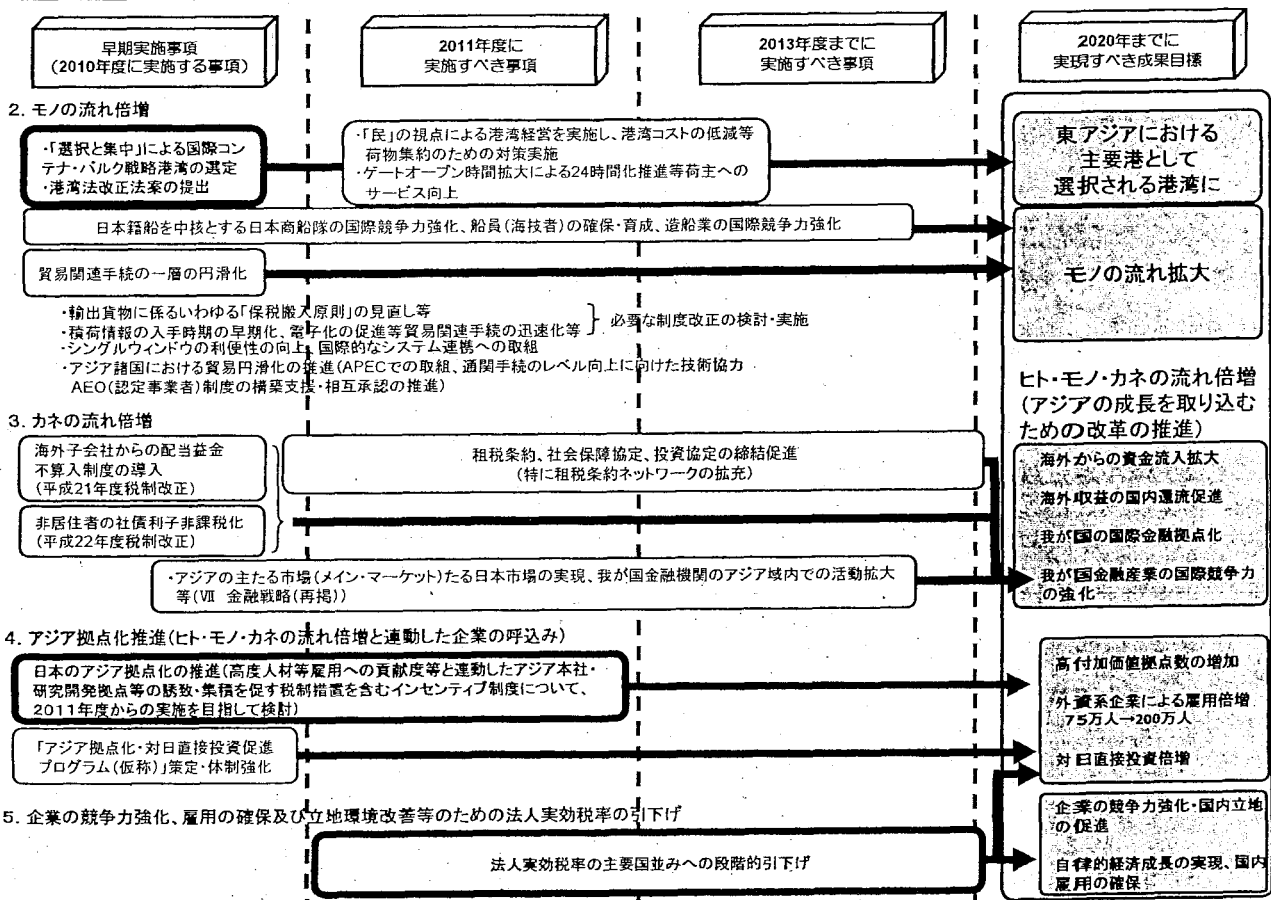 早期実施事項
(2010年度に実施する事項)
2011年度に
実施すべき事項
2013年度までに
実施すべき事項
2020年までに
実現すべき成果目標
2. モノの流れ倍増
・「選択と集中」による国際コン
テナ・バルク戦略港湾の選定
・港湾法改正法案の提出
・「民」の視点による港湾経営を実施し、港湾コストの低減等
荷物集約のための対策実施
・ゲートオープン時間拡大による24時間化推進等荷主への
サービス向上
東アジアにおける
主要港として
選択される港湾に
日本籍船を中核とする日本商船隊の国際競争力強化、船員(海技者)の確保・育成、造船業の国際競争力強化
貿易関連手続の一層の円滑化
モノの流れ拡大
・輸出貨物に係るいわゆる「保税搬入原則」の見直し等
・積荷情報の入手時期の早期化、電子化の促進等貿易関連手続の迅速化等
必要な制度改正の検討・実施
・シングルウィンドウの利便性の向上、国際的なシステム連携への取組
・アジア諸国における貿易円滑化の推進(APECでの取組、通関手続のレベル向上に向けた技術協力
AEO(認定事業者)制度の構築支援・相互承認の推進)
ヒト・モノ・カネの流れ倍増
(アジアの成長を取り込む
ための改革の推進)
3. カネの流れ倍増
海外子会社からの配当益金
不算入制度の導入
(平成21年度税制改正)
租税条約、社会保障協定、投資協定の締結促進
(特に租税条約ネットワークの拡充)
非居住者の社債利子非課税化
(平成22年度税制改正)
海外からの資金流入拡大
海外収益の国内還流促進
我が国の国際金融拠点化
我が国金融産業の国際競争力
の強化
・アジアの主たる市場(メイン・マーケット)たる日本市場の実現、我が国金融機関のアジア域内での活動拡大
等(Ⅶ 金融戦略(再掲))
4. アジア拠点化推進(ヒト・モノ・カネの流れ倍増と連動した企業の呼込み)
日本のアジア拠点化の推進(高度人材等雇用への貢献度等と連動したアジア本社・
研究開発拠点等の誘致・集積を促す税制措置を含むインセンティブ制度について、
2011年度からの実施を目指して検討)
「アジア拠点化・対日直接投資促進
プログラム(仮称)」策定・体制強化
高付加価値拠点数の増加
外資系企業による雇用倍増
75万人→200万人
対日直接投資倍増
5. 企業の競争力強化、雇用の確保及び立地環境改善等のための法人実効税率の引下げ
法人実効税率の主要国並みへの段階的引下げ
企業の競争力強化・国内立地
の促進
自律的経済成長の実現、国内
雇用の確保